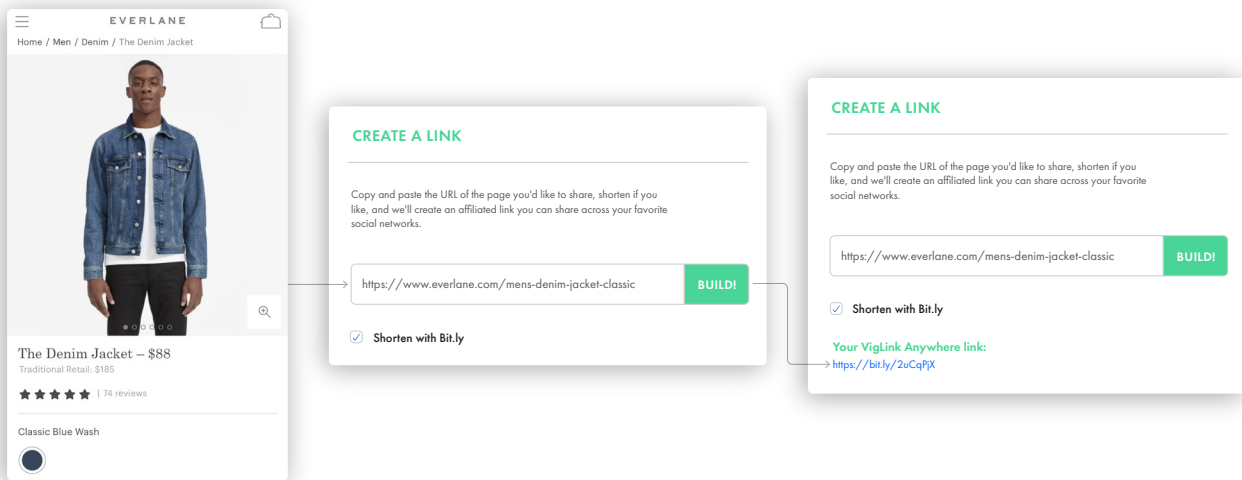 EVERLANE
Home / Men / Denim / The Denim Jacket
The Denim Jacket – $88
Traditional Retail: $185
| 74 reviews
Classic Blue Wash
CREATE A LINK
Copy and paste the URL of the page you'd like to share, shorten if you
like, and we'll create an affiliated link you can share across your favorite
social networks.
https://www.everlane.com/mens-denim-jacket-classic
BUILD!
Shorten with Bit.ly
CREATE A LINK
Copy and paste the URL of the page you'd like to share, shorten if you
like, and we'll create an affiliated link you can share across your favorite
social networks.
https://www.everlane.com/mens-denim-jacket-classic
BUILD!
Shorten with Bit.ly
Your VigLink Anywhere link:
https://bit.ly/2uCqPjX